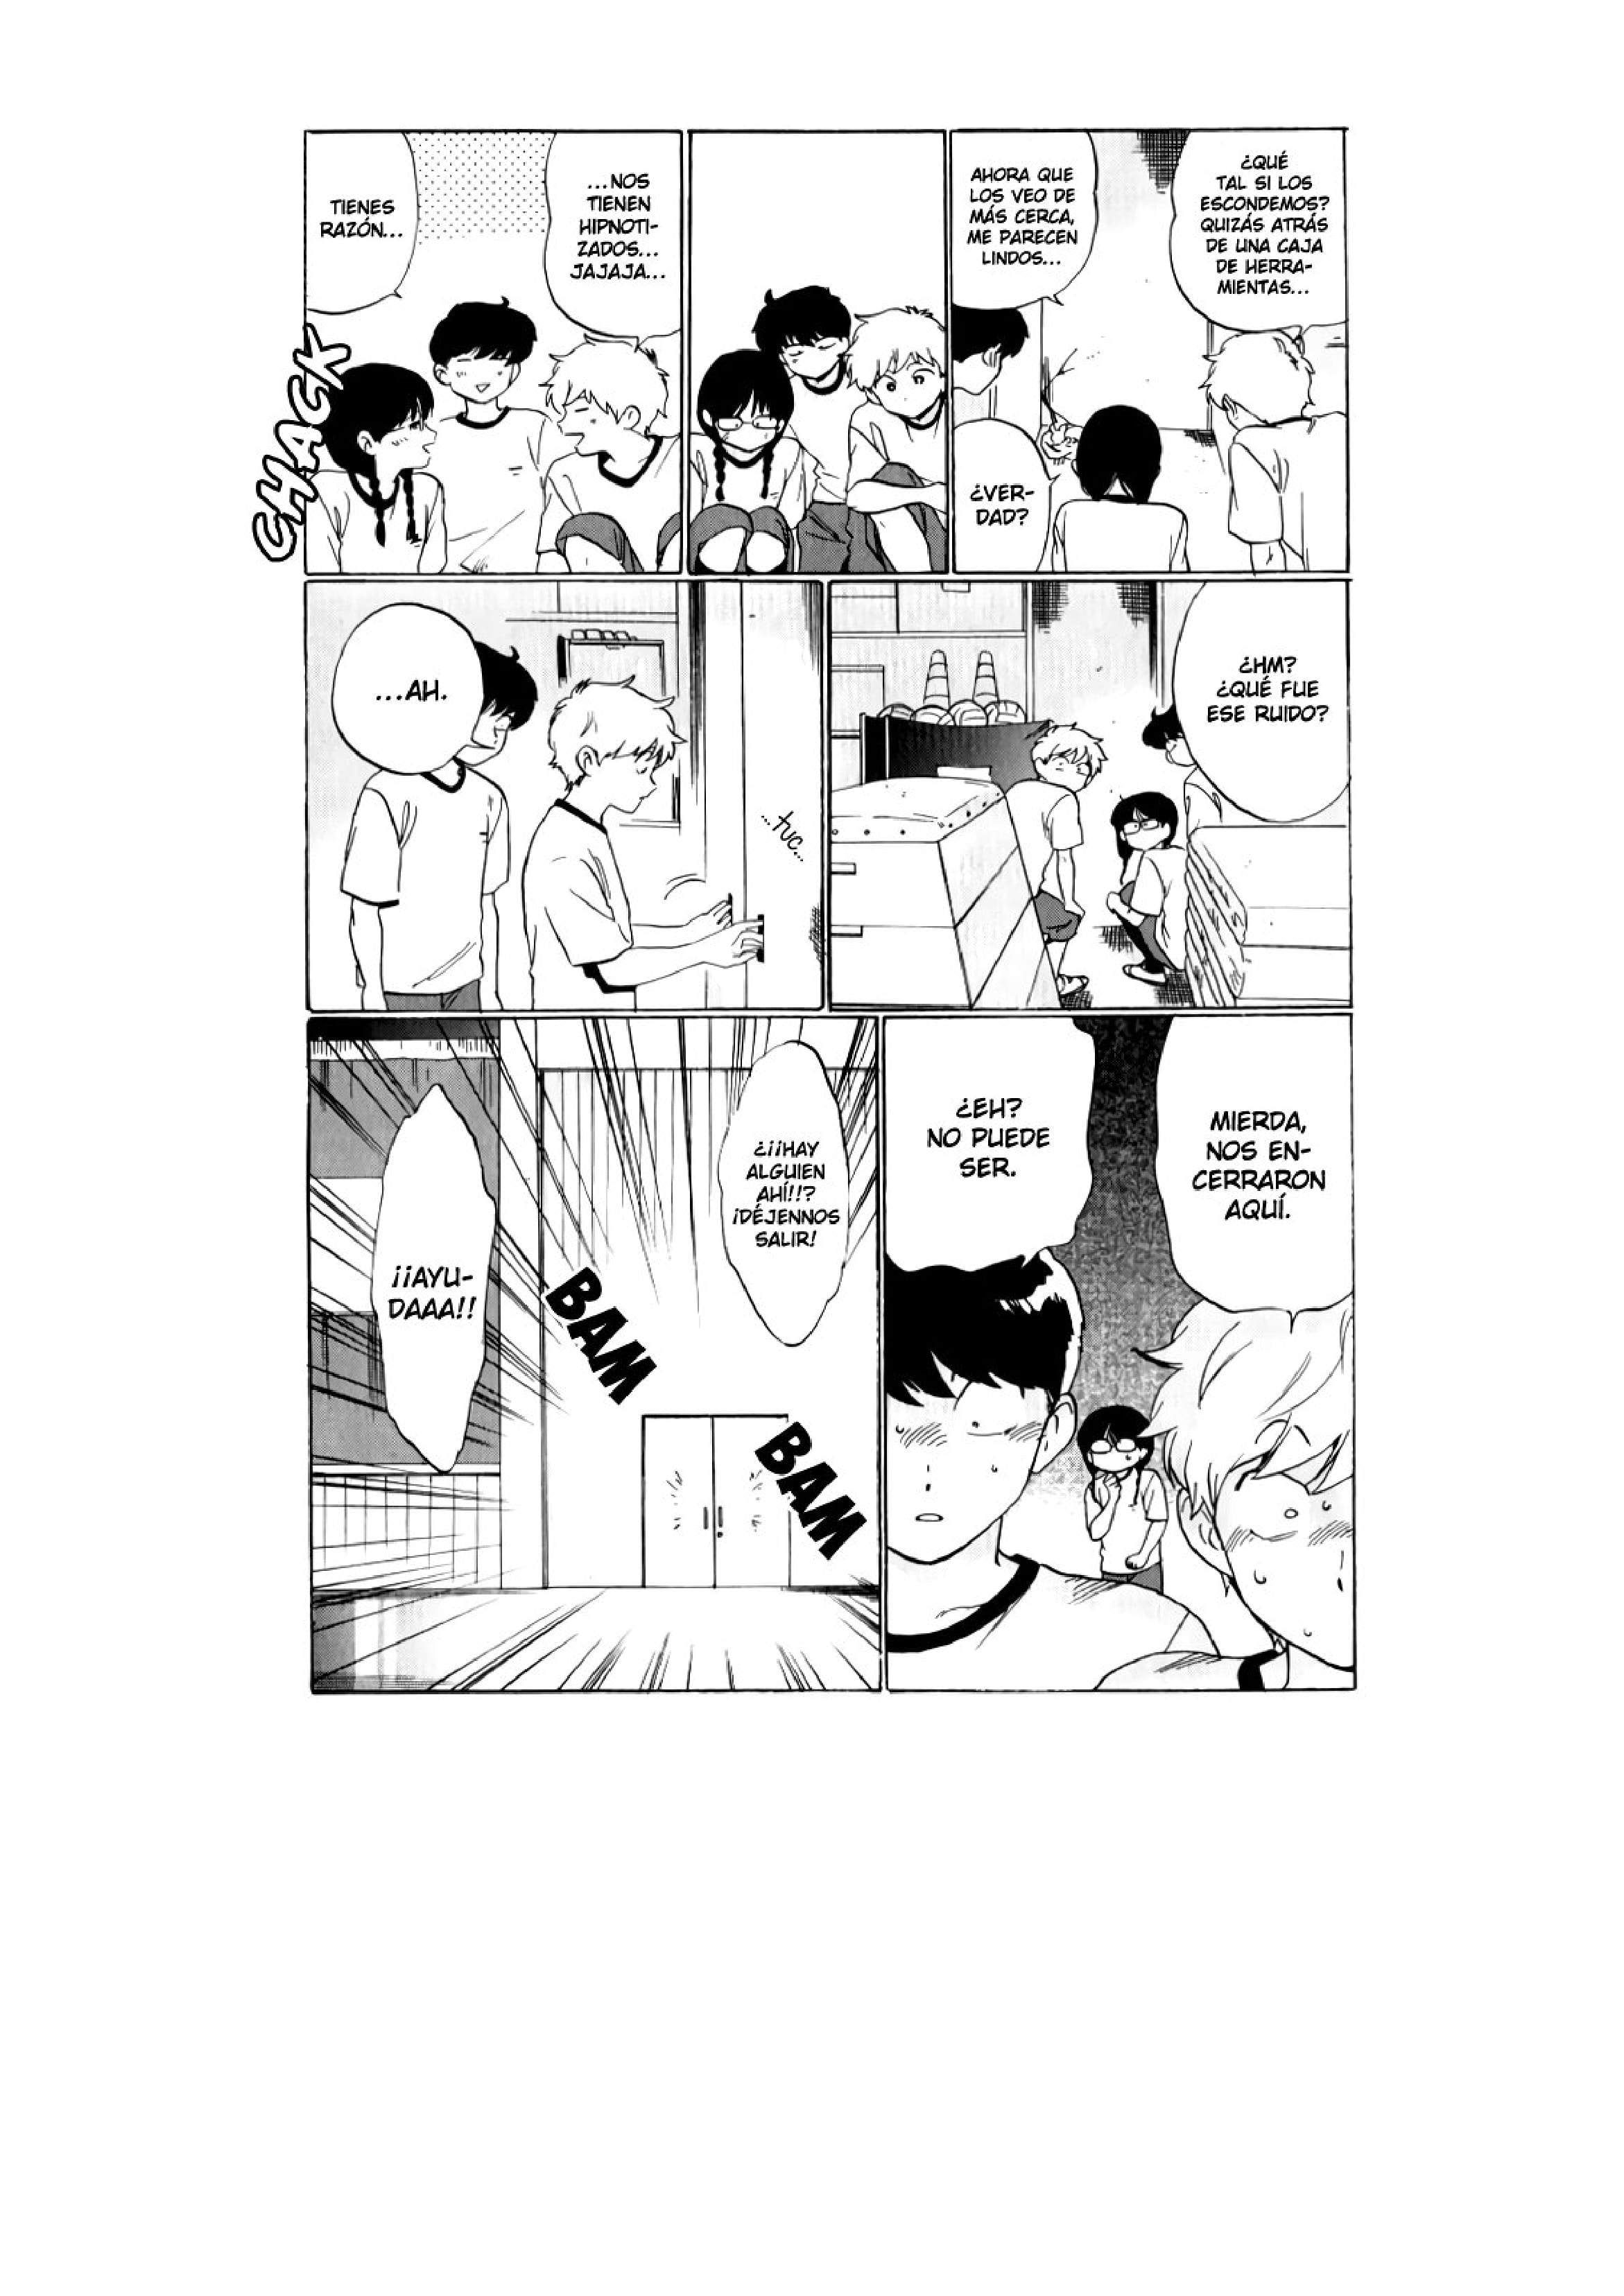 ¿QUÉ
TAL SI LOS
ESCONDEMOS?
QUIZÁS ATRÁS
DE UNA CAJA
DE HERRA-
MIENTAS...
AHORA QUE
LOS VEO DE
MÁS CERCA,
ME PARECEN
LINDOS...
¿VER-
DAD?
...NOS
TIENEN
HIPNOTI-
ZADOS...
JAJAJA...
TIENES
RAZÓN...
CHACK
¿HM?
¿QUÉ FUE
ESE RUIDO?
...AH.
...tuc...
MIERDA,
NOS EN-
CERRARON
AQUÍ.
¿EH?
NO PUEDE
SER.
¿¡¡HAY
ALGUIEN
AHÍ!!?
¡DÉJENNOS
SALIR!
BAM
BAM
¡¡AYU-
DAAA!!